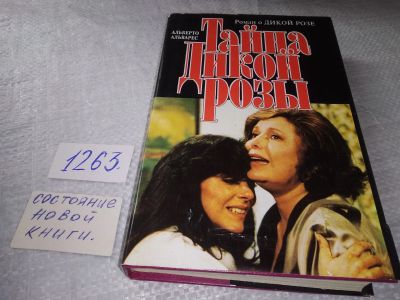 Роман о ДИКОЙ РОЗЕ
АЛЬБЕРТО
АЛЬВАРЕС
Тайна
Дикой
розы
1263.
состояние
новой
книги.